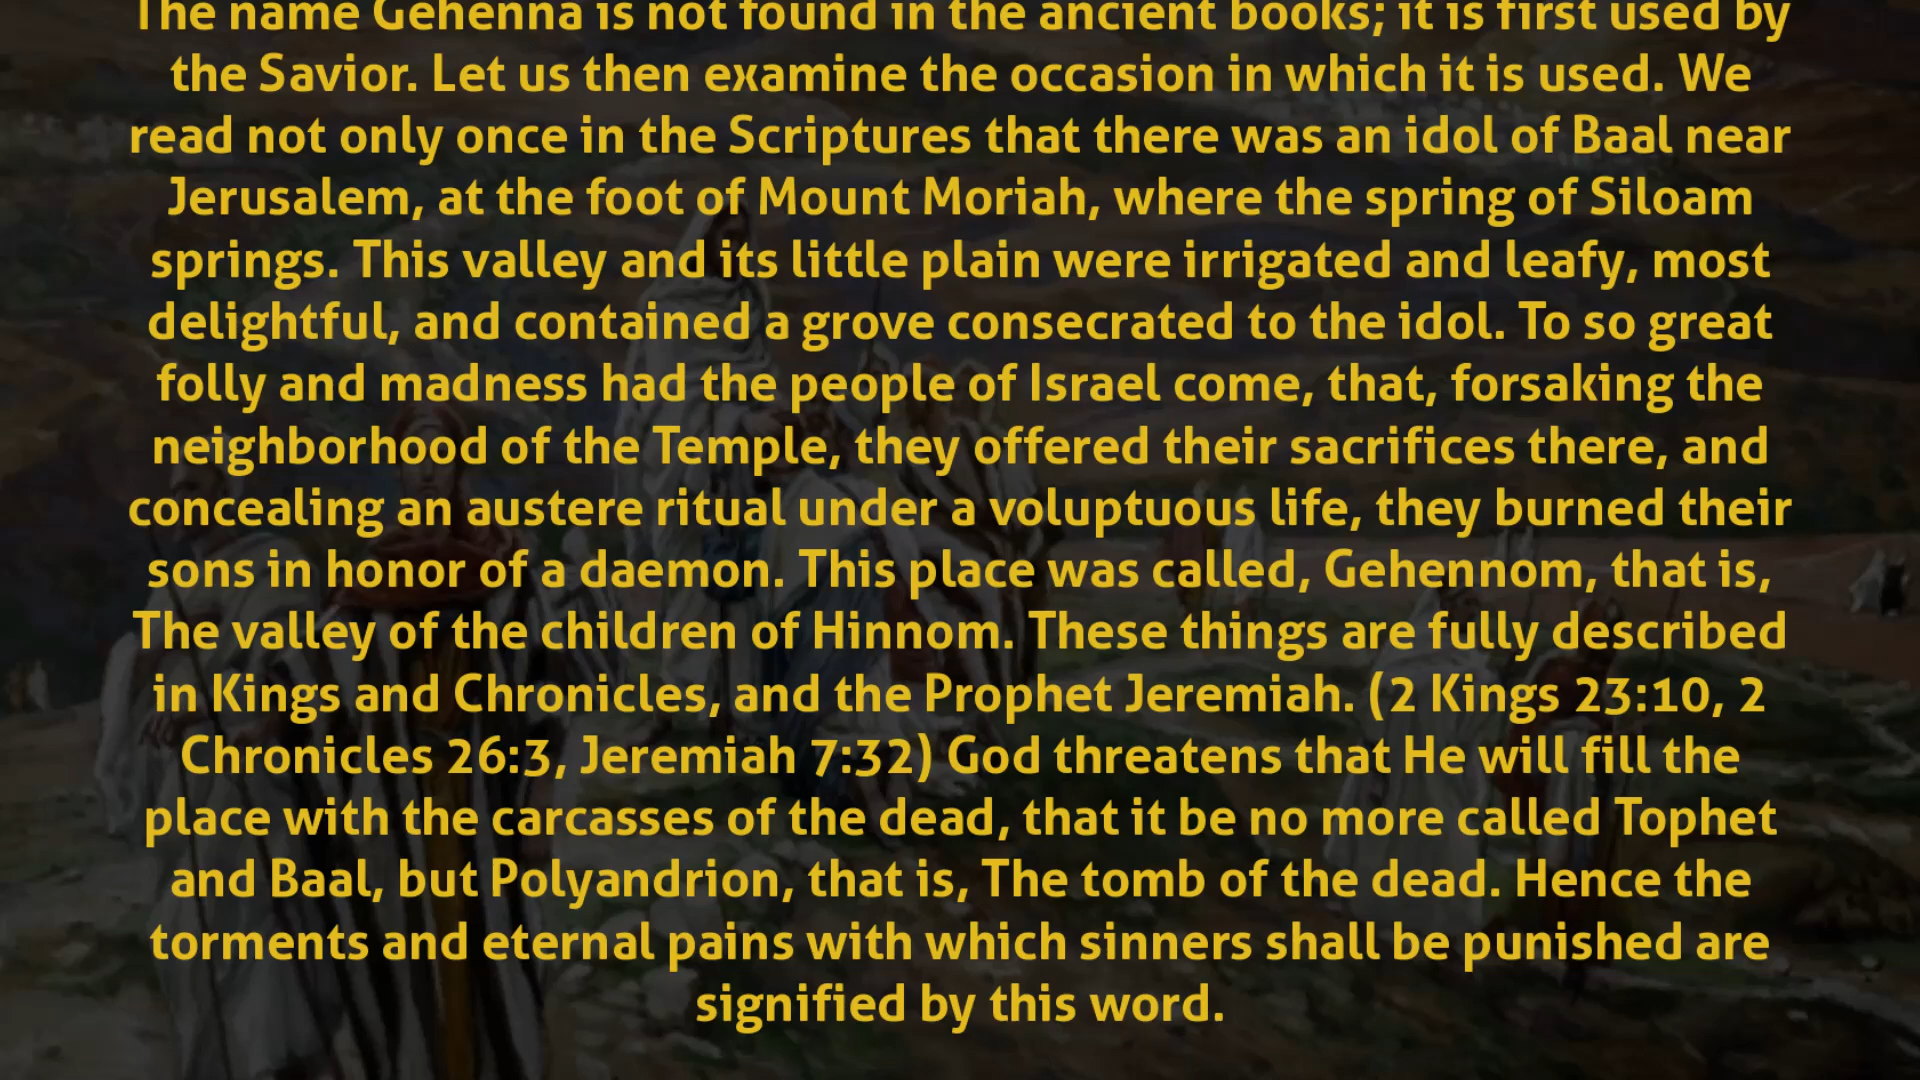 The name Gehenna is not found in the ancient books; it is first used by
the Savior. Let us then examine the occasion in which it is used. We
read not only once in the Scriptures that there was an idol of Baal near
Jerusalem, at the foot of Mount Moriah, where the spring of Siloam
springs. This valley and its little plain were irrigated and leafy, most
delightful, and contained a grove consecrated to the idol. To so great
folly and madness had the people of Israel come, that, forsaking the
neighborhood of the Temple, they offered their sacrifices there, and
concealing an austere ritual under a voluptuous life, they burned their
sons in honor of a daemon. This place was called, Gehennom, that is,
The valley of the children of Hinnom. These things are fully described
in Kings and Chronicles, and the Prophet Jeremiah. (2 Kings 23:10, 2
Chronicles 26:3, Jeremiah 7:32) God threatens that He will fill the
place with the carcasses of the dead, that it be no more called Tophet
and Baal, but Polyandrion, that is, The tomb of the dead. Hence the
torments and eternal pains with which sinners shall be punished are
signified by this word.